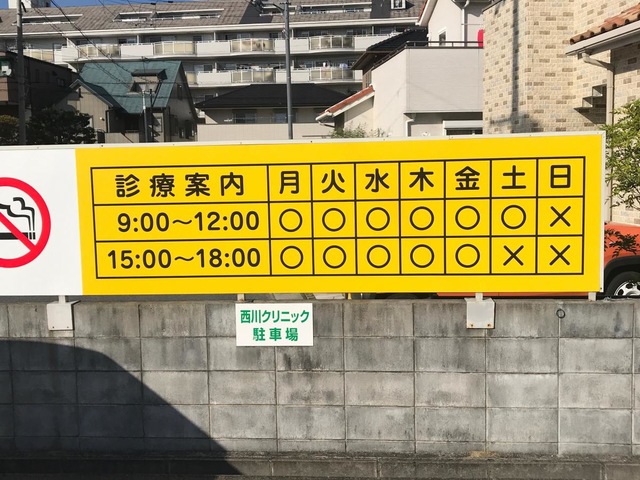 診療案内 月 火 水 木 金 土 日
9:00〜12:00 ○ ○ ○ ○ ○ ○ ×
15:00〜18:00 ○ ○ ○ ○ ○ × ×
西川クリニック
駐車場